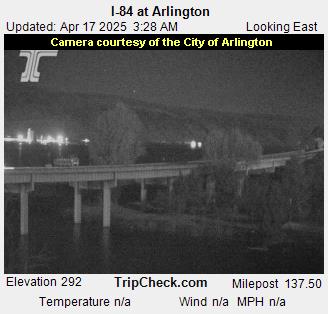 I-84 at Arlington
Updated: Apr 17 2025 3:28 AM Looking East
Camera courtesy of the City of Arlington
Elevation 292 TripCheck.com Milepost 137.50
Temperature n/a Wind n/a MPH n/a